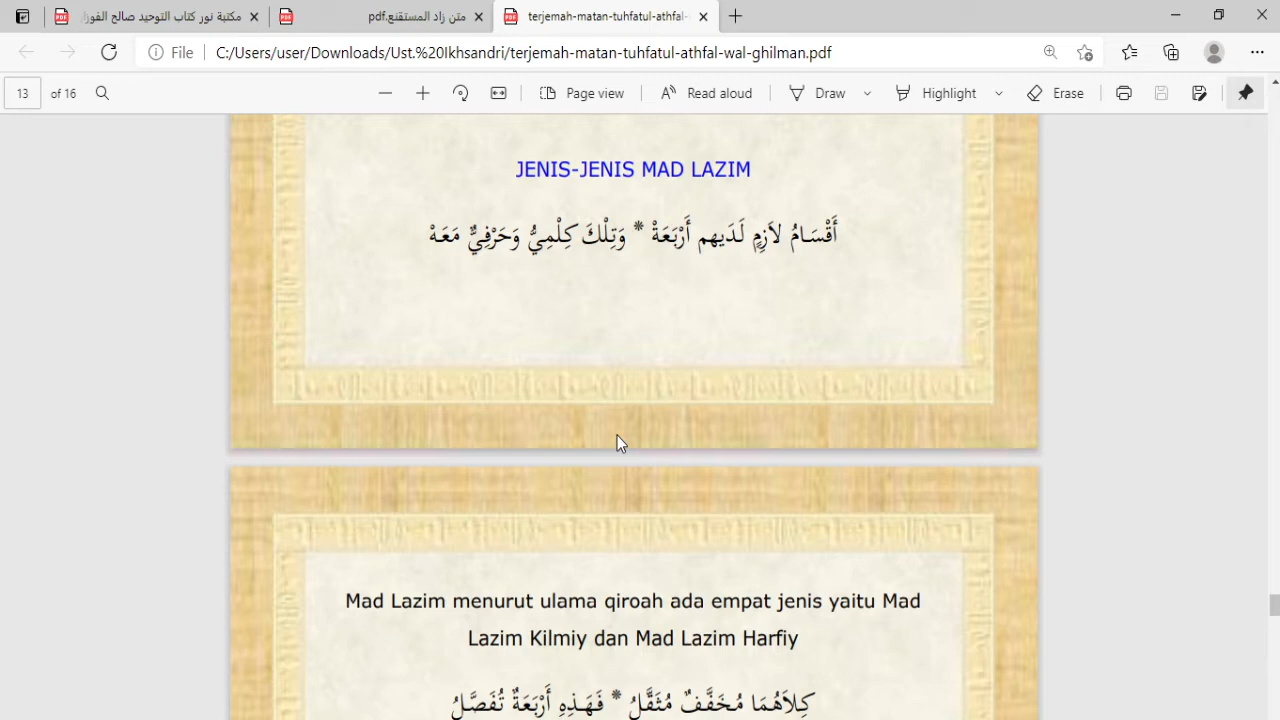 مكتبة نور كتاب التوحيد صالح الفوزا
متن زاد المستقنع.pdf
terjemah-matan-tuhfatul-athfal-
File
C:/Users/user/Downloads/Ust.%20Ikhsandri/terjemah-matan-tuhfatul-athfal-wal-ghilman.pdf
13 of 16
Page view
Read aloud
Draw
Highlight
Erase
JENIS-JENIS MAD LAZIM
أَقْسَامُ لاَزِمٍ لَدَيهم أَرْبَعَةْ * وَتِلْكَ كِلْمِيُّ وَحَرْفِيٌّ مَعَهْ
Mad Lazim menurut ulama qiroah ada empat jenis yaitu Mad
Lazim Kilmiy dan Mad Lazim Harfiy
كِلاَهُمَا مُخَفَّفٌ مُثَقَّلُ * فَهَذِهِ أَرْبَعَةٌ تُفَصَّلُ